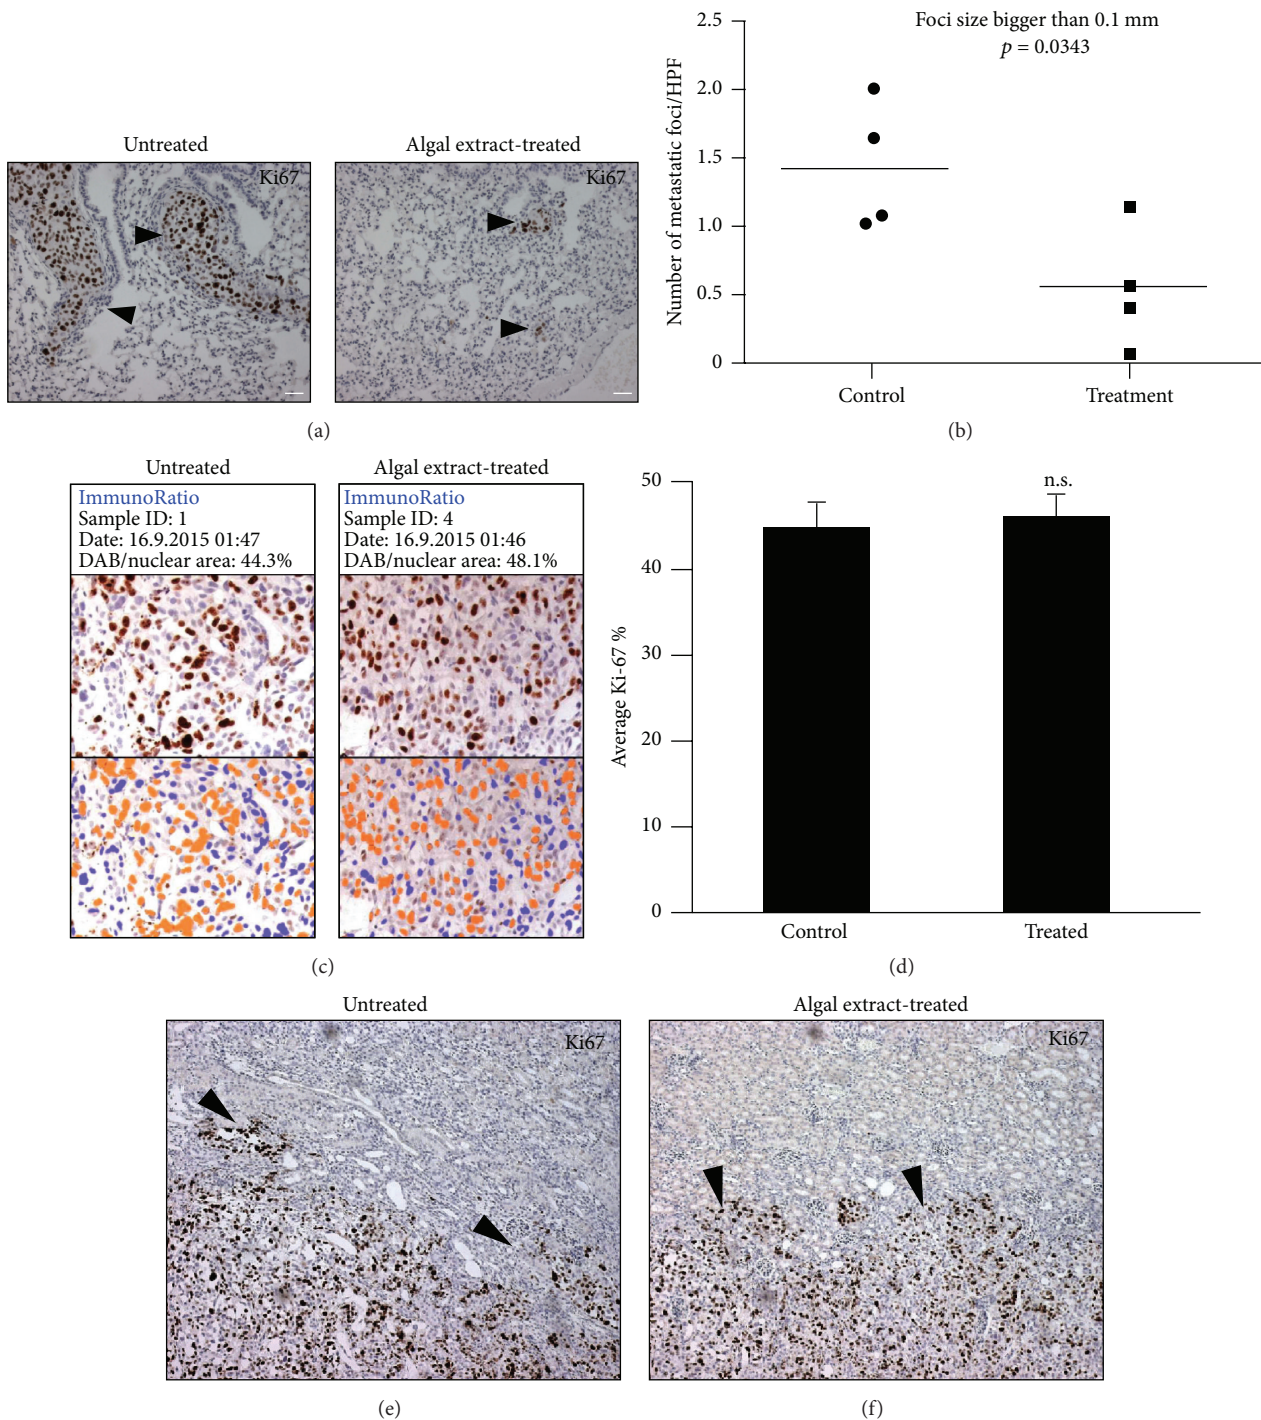 Untreated
Algal extract-treated
Ki67
Ki67
(a)
Foci size bigger than 0.1 mm
p = 0.0343
Number of metastatic foci/HPF
2.5
2.0
1.5
1.0
0.5
0
Control
Treatment
(b)
Untreated
Algal extract-treated
ImmunoRatio
Sample ID: 1
Date: 16.9.2015 01:47
DAB/nuclear area: 44.3%
ImmunoRatio
Sample ID: 4
Date: 16.9.2015 01:46
DAB/nuclear area: 48.1%
(c)
Average Ki-67 %
50
40
30
20
10
0
n.s.
Control
Treated
(d)
Untreated
Ki67
(e)
Algal extract-treated
Ki67
(f)